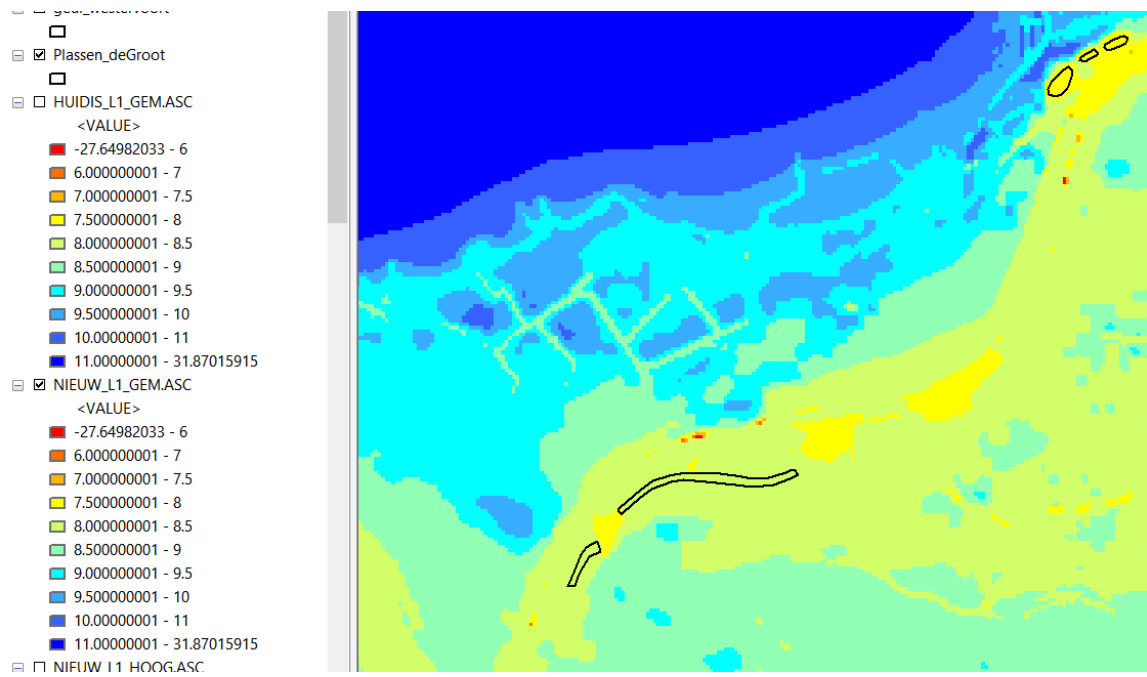 gedi_westervoort
Plassen_deGroot
HUIDIS_L1_GEM.ASC
<VALUE>
-27.64982033 - 6
6.000000001 - 7
7.000000001 - 7.5
7.500000001 - 8
8.000000001 - 8.5
8.500000001 - 9
9.000000001 - 9.5
9.500000001 - 10
10.00000001 - 11
11.00000001 - 31.87015915
NIEUW_L1_GEM.ASC
<VALUE>
-27.64982033 - 6
6.000000001 - 7
7.000000001 - 7.5
7.500000001 - 8
8.000000001 - 8.5
8.500000001 - 9
9.000000001 - 9.5
9.500000001 - 10
10.00000001 - 11
11.00000001 - 31.87015915
NIEUW_L1_HOOG.ASC